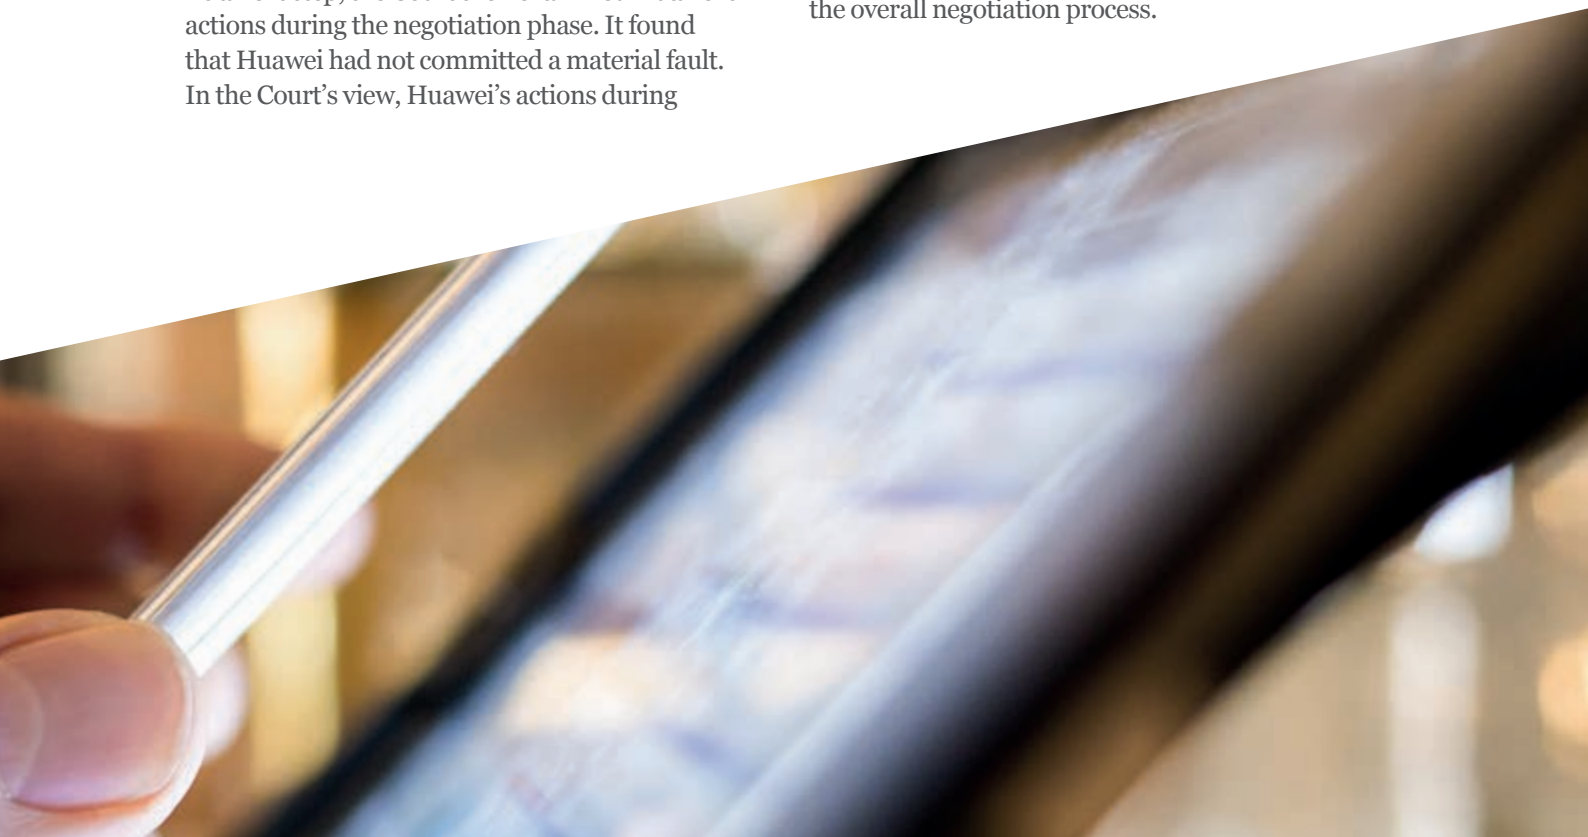 actions during the negotiation phase. It found
that Huawei had not committed a material fault.
In the Court’s view, Huawei’s actions during
the overall negotiation process.